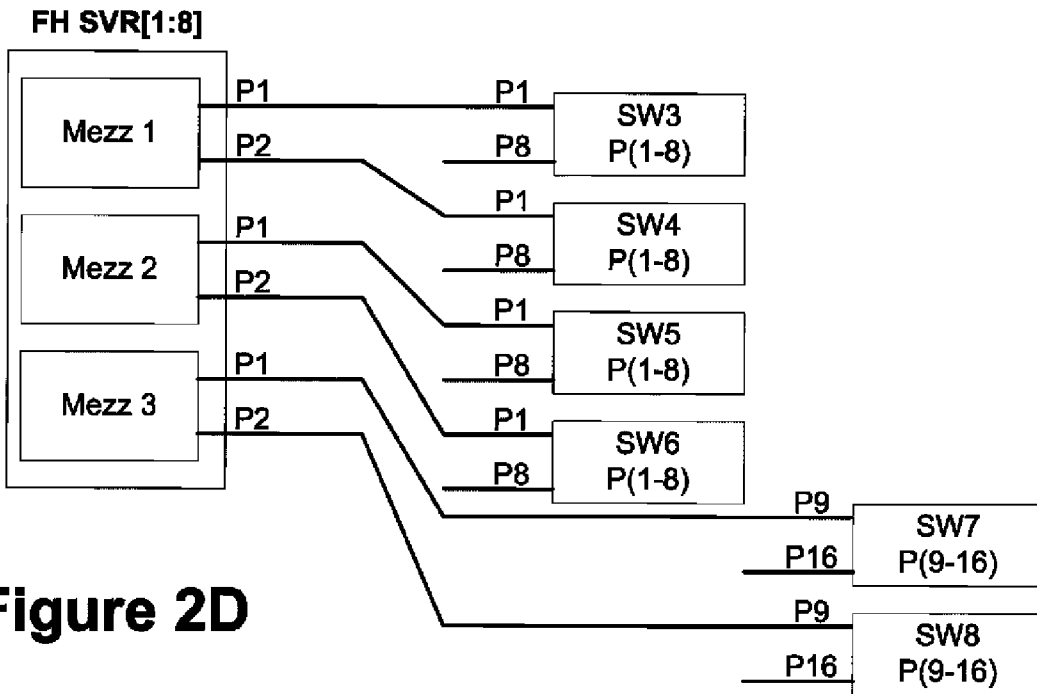 FH SVR[1:8]
Mezz 1
P1
P2
Mezz 2
P1
P2
Mezz 3
P1
P2
P1
P8
SW3
P(1-8)
P1
P8
SW4
P(1-8)
P1
P8
SW5
P(1-8)
P1
P8
SW6
P(1-8)
P9
P16
SW7
P(9-16)
P9
P16
SW8
P(9-16)
Figure 2D